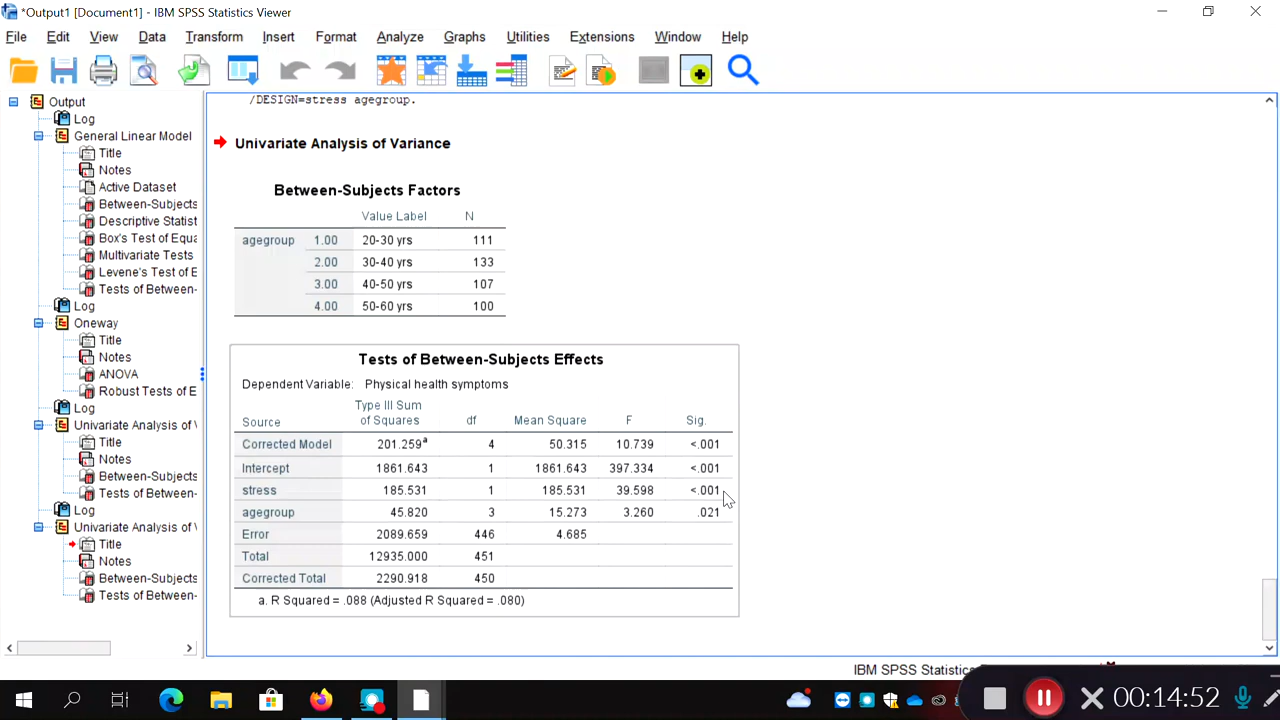 *Output1 [Document1] - IBM SPSS Statistics Viewer
File Edit View Data Transform Insert Format Analyze Graphs Utilities Extensions Window Help
Output
Log
General Linear Model
Title
Notes
Active Dataset
Between-Subjects
Descriptive Statist
Box's Test of Equa
Multivariate Tests
Levene's Test of E
Tests of Between-
Log
Oneway
Title
Notes
ANOVA
Robust Tests of E
Log
Univariate Analysis of V
Title
Notes
Between-Subjects
Tests of Between-
Log
Univariate Analysis of V
Title
Notes
Between-Subjects
Tests of Between-
/DESIGN=stress agegroup.
Univariate Analysis of Variance
Between-Subjects Factors
Value Label N
agegroup 1.00 20-30 yrs 111
2.00 30-40 yrs 133
3.00 40-50 yrs 107
4.00 50-60 yrs 100
Tests of Between-Subjects Effects
Dependent Variable: Physical health symptoms
Source Type III Sum of Squares df Mean Square F Sig.
Corrected Model 201.259a 4 50.315 10.739 <.001
Intercept 1861.643 1 1861.643 397.334 <.001
stress 185.531 1 185.531 39.598 <.001
agegroup 45.820 3 15.273 3.260 .021
Error 2089.659 446 4.685
Total 12935.000 451
Corrected Total 2290.918 450
a. R Squared = .088 (Adjusted R Squared = .080)
IBM SPSS Statistics
00:14:52